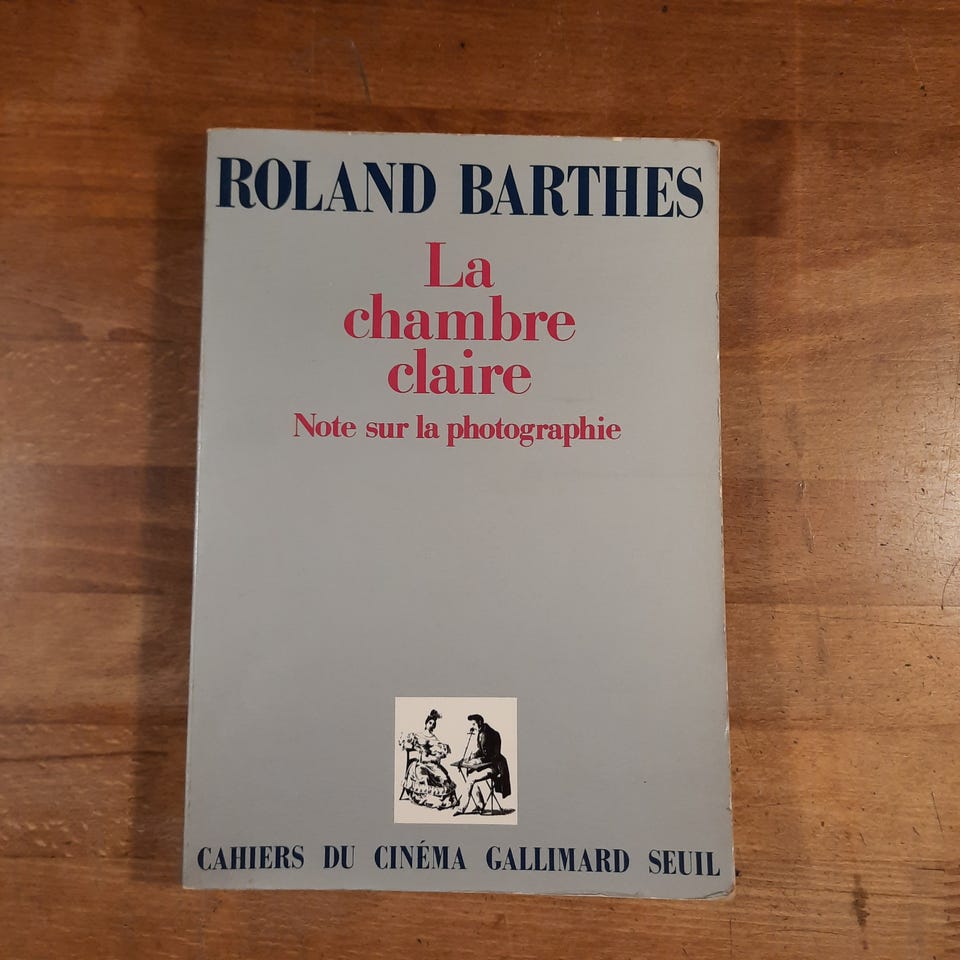 ROLAND BARTHES
La
chambre
claire
Note sur la photographie
CAHIERS DU CINÉMA GALLIMARD SEUIL